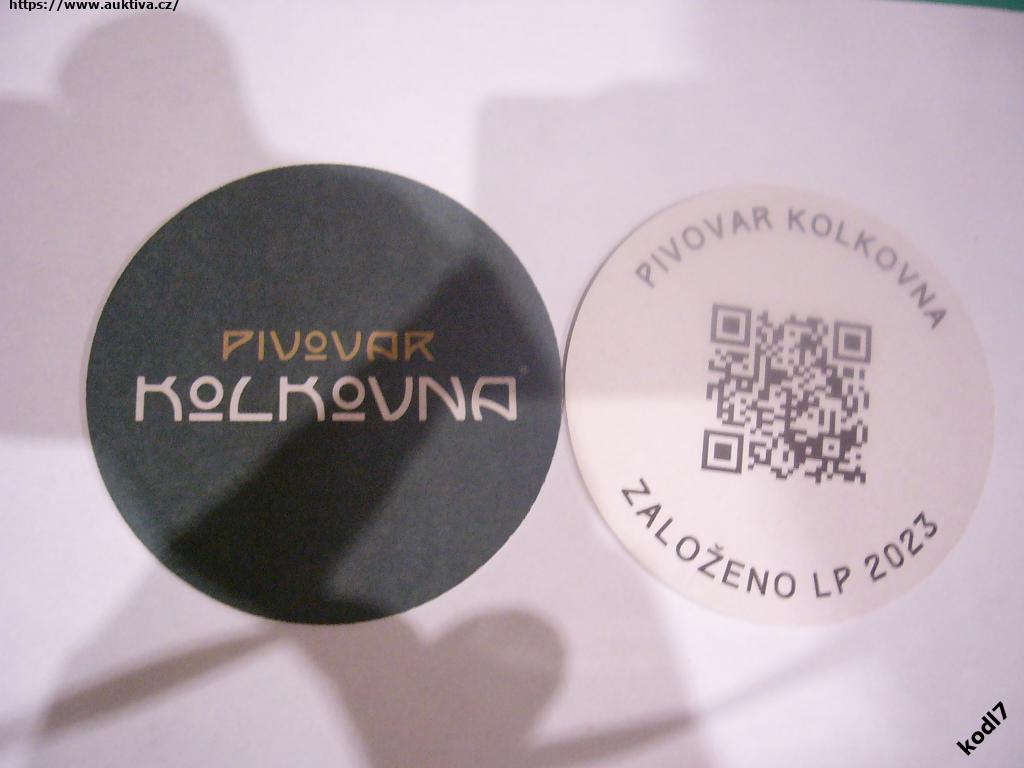 https://www.auktiva.cz/
PIVOVAR
KOLKOVNA
PIVOVAR KOLKOVNA
ZALOŽENO LP 2023
kodl7